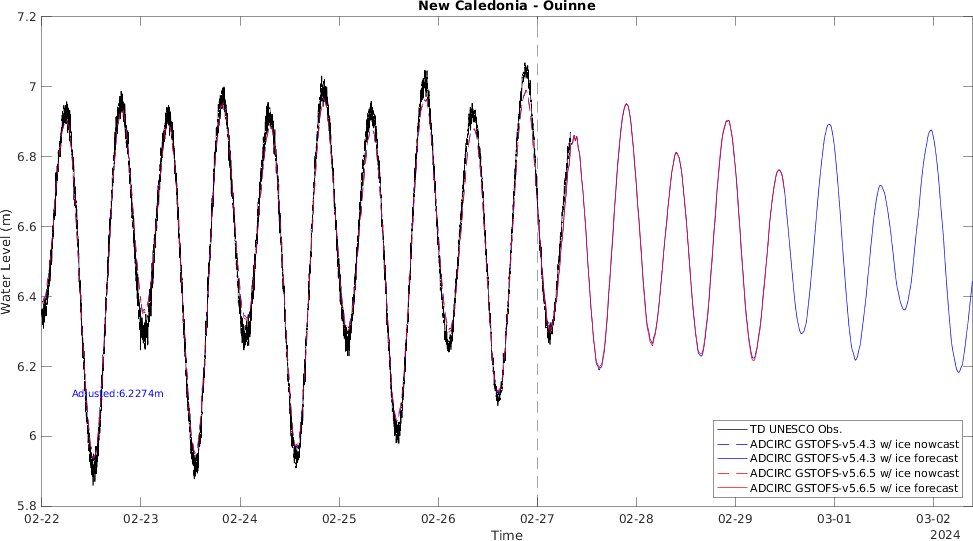 New Caledonia - Ouinne
7.2
7
6.8
6.6
6.4
6.2
6
5.8
Water Level (m)
Adjusted:6.2274m
TD UNESCO Obs.
ADCIRC GSTOFS-v5.4.3 w/ ice nowcast
ADCIRC GSTOFS-v5.4.3 w/ ice forecast
ADCIRC GSTOFS-v5.6.5 w/ ice nowcast
ADCIRC GSTOFS-v5.6.5 w/ ice forecast
02-22 02-23 02-24 02-25 02-26 02-27 02-28 02-29 03-01 03-02
Time 2024